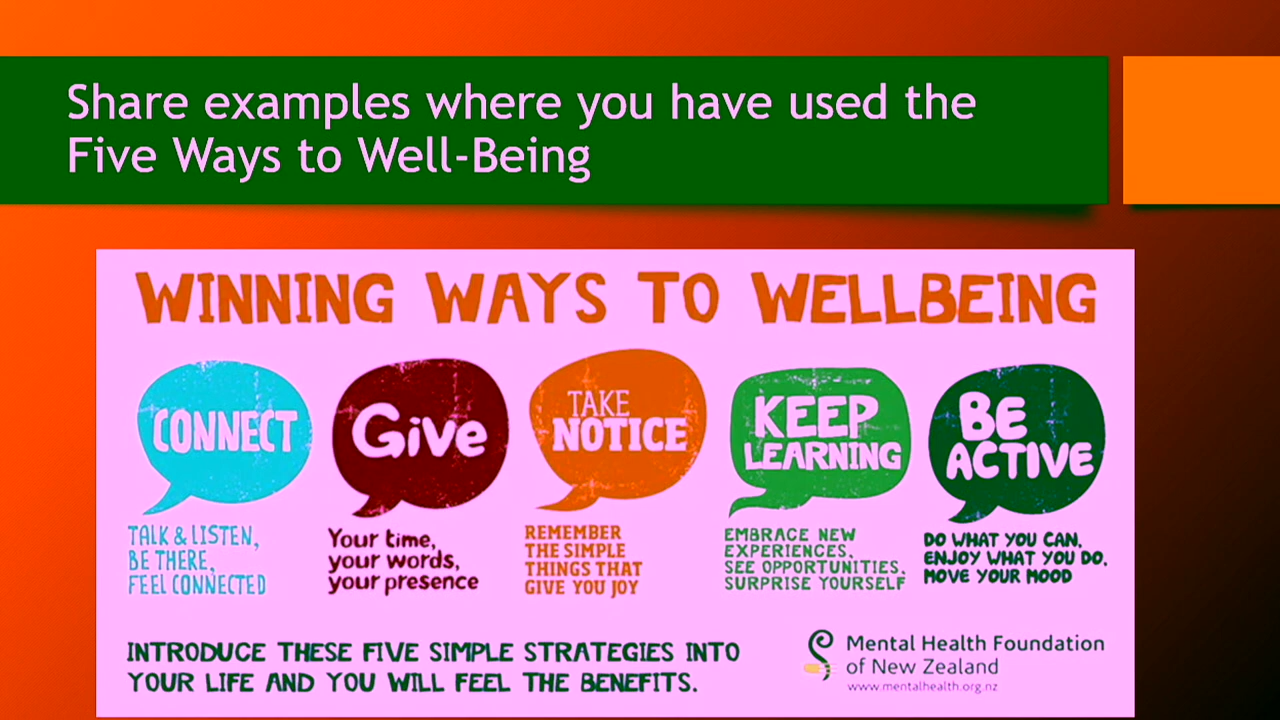 Share examples where you have used the
Five Ways to Well-Being
WINNING WAYS TO WELLBEING
CONNECT
TALK & LISTEN,
BE THERE,
FEEL CONNECTED
Give
Your time,
your words,
your presence
TAKE
NOTICE
REMEMBER
THE SIMPLE
THINGS THAT
GIVE YOU JOY
KEEP
LEARNING
EMBRACE NEW
EXPERIENCES,
SEE OPPORTUNITIES,
SURPRISE YOURSELF
BE
ACTIVE
DO WHAT YOU CAN,
ENJOY WHAT YOU DO,
MOVE YOUR MOOD
INTRODUCE THESE FIVE SIMPLE STRATEGIES INTO
YOUR LIFE AND YOU WILL FEEL THE BENEFITS.
Mental Health Foundation
of New Zealand
www.mentalhealth.org.nz